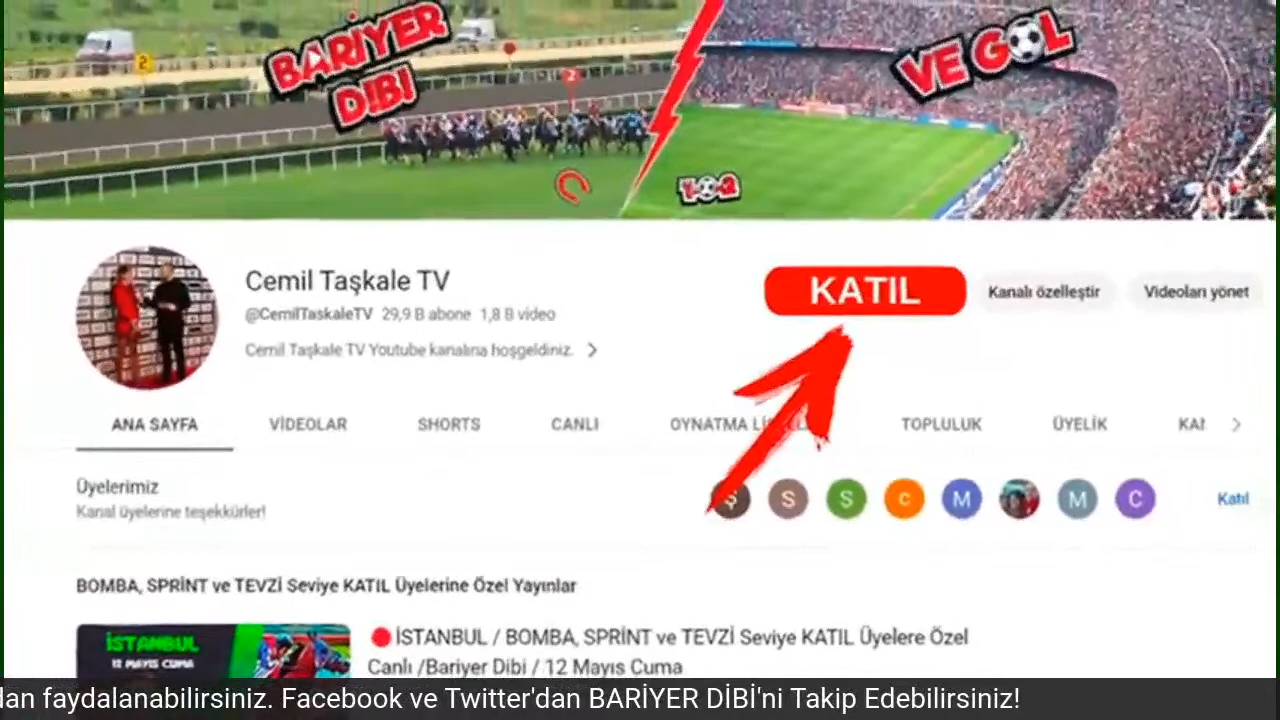 BARİYER
DİBİ
VE GOL
2
2
1-0-2
Cemil Taşkale TV
KATIL
Kanalı özelleştir
Videoları yönet
@CemilTaskaleTV 29,9 B abone 1,8 B video
Cemil Taşkale TV Youtube kanalına hoşgeldiniz.
ANA SAYFA
VİDEOLAR
SHORTS
CANLI
OYNATMA
TOPLULUK
ÜYELİK
Üyelerimiz
Kanal üyelerine teşekkürler!
Ş
S
S
c
M
M
C
Katıl
BOMBA, SPRİNT ve TEVZİ Seviye KATIL Üyelerine Özel Yayınlar
İSTANBUL
12 MAYIS CUMA
İSTANBUL / BOMBA, SPRİNT ve TEVZİ Seviye KATIL Üyelere Özel
Canlı /Bariyer Dibi / 12 Mayıs Cuma
dan faydalanabilirsiniz. Facebook ve Twitter'dan BARİYER DİBİ'ni Takip Edebilirsiniz!